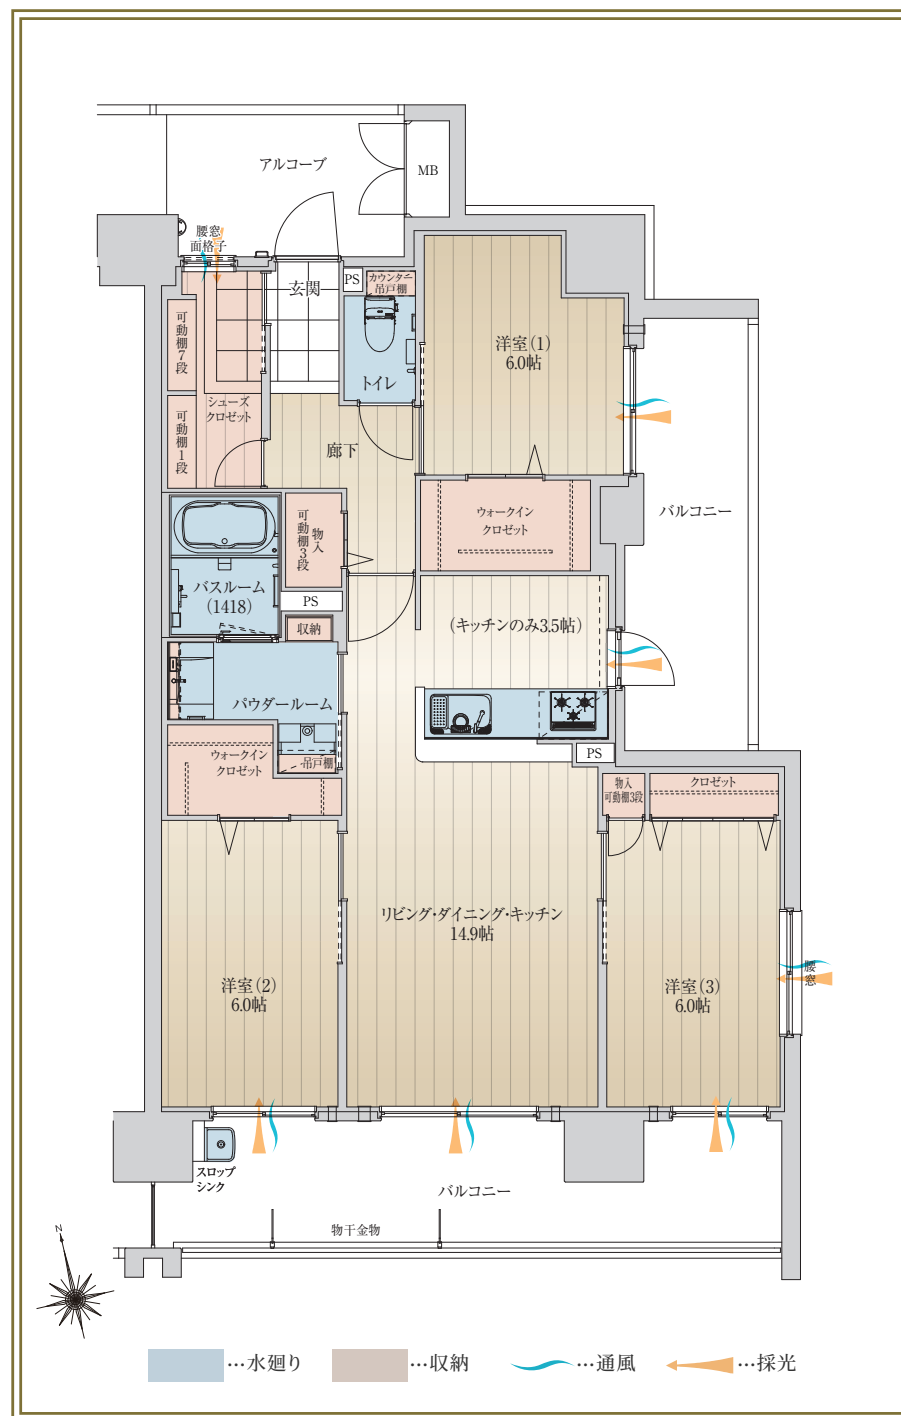 アルコーブ
MB
腰窓
面格子
玄関
PS
カウンター
吊戸棚
トイレ
洋室(1)
6.0帖
可動棚7段
シューズ
クロゼット
可動棚1段
廊下
バルコニー
ウォークイン
クロゼット
物入
可動棚3段
バスルーム
(1418)
PS
収納
(キッチンのみ3.5帖)
パウダールーム
吊戸棚
ウォークイン
クロゼット
PS
物入
可動棚3段
クロゼット
リビング・ダイニング・キッチン
14.9帖
洋室(2)
6.0帖
洋室(3)
6.0帖
腰窓
スロップ
シンク
バルコニー
物干金物
N
…水廻り
…収納
…通風
…採光